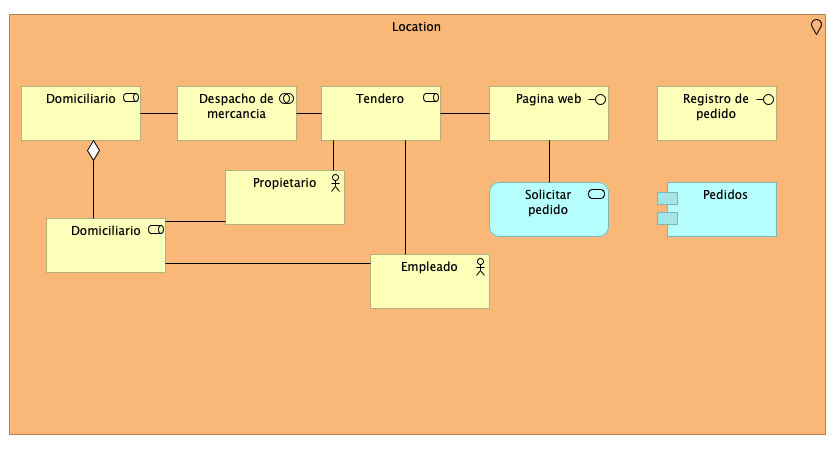 Location
Domiciliario
Despacho de
mercancia
Tendero
Pagina web
Registro de
pedido
Propietario
Solicitar
pedido
Pedidos
Domiciliario
Empleado